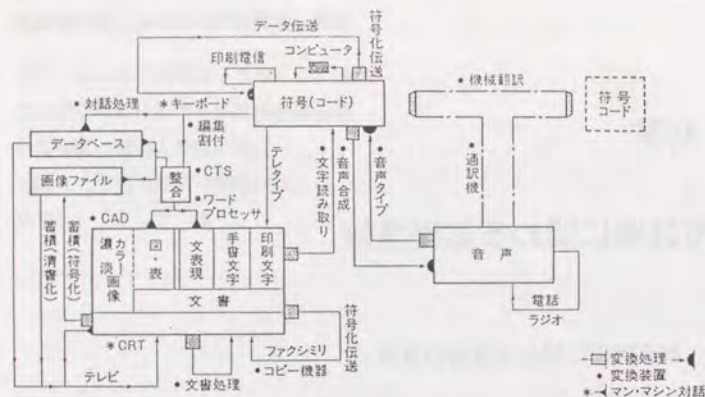 データ伝送
コンピュータ
印刷電信
符号化伝送
符号(コード)
•機械翻訳
符号
コード
•通訳機
•対話処理
*キーボード
•編集
割付
データベース
画像ファイル
整合
•CTS
•ワード
プロセッサ
テレタイプ
•文字読み取り
•音声合成
•音声タイプ
•CAD
蓄積(清書化)
蓄積(符号化)
濃淡画像
カラー
図・表
文表現
手書文字
印刷文字
文書
音声
電話
ラジオ
*CRT
テレビ
•文書処理
ファクシミリ
•コピー機器
符号化伝送
変換処理
•変換装置
*マン・マシン対話